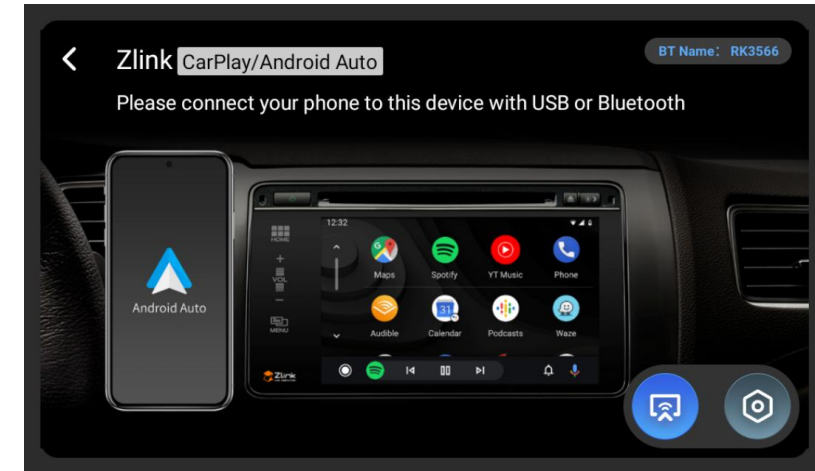 Zlink CarPlay/Android Auto
BT Name: RK3566
Please connect your phone to this device with USB or Bluetooth
12:32
HOME
+
VOL
−
MENU
Maps
Spotify
YT Music
Phone
Audible
31
Calendar
Podcasts
Waze
Android Auto
Zlink